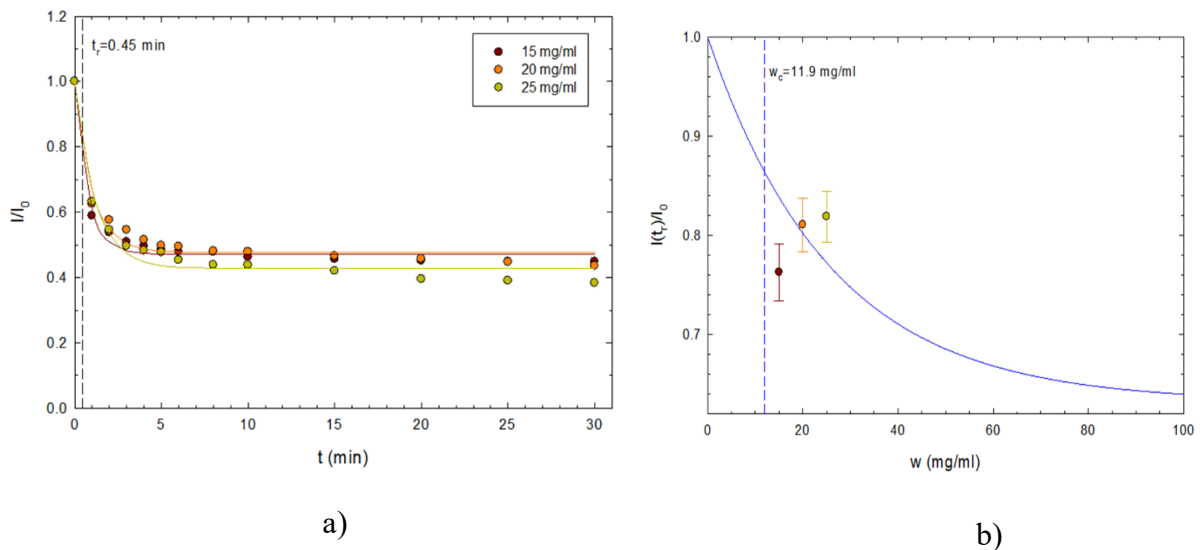 1.2
1.0
0.8
0.6
0.4
0.2
0.0
I/I0
tr=0.45 min
15 mg/ml
20 mg/ml
25 mg/ml
0 5 10 15 20 25 30
t (min)
a)
1.0
0.9
0.8
0.7
I(tr)/I0
wc=11.9 mg/ml
0 20 40 60 80 100
w (mg/ml)
b)